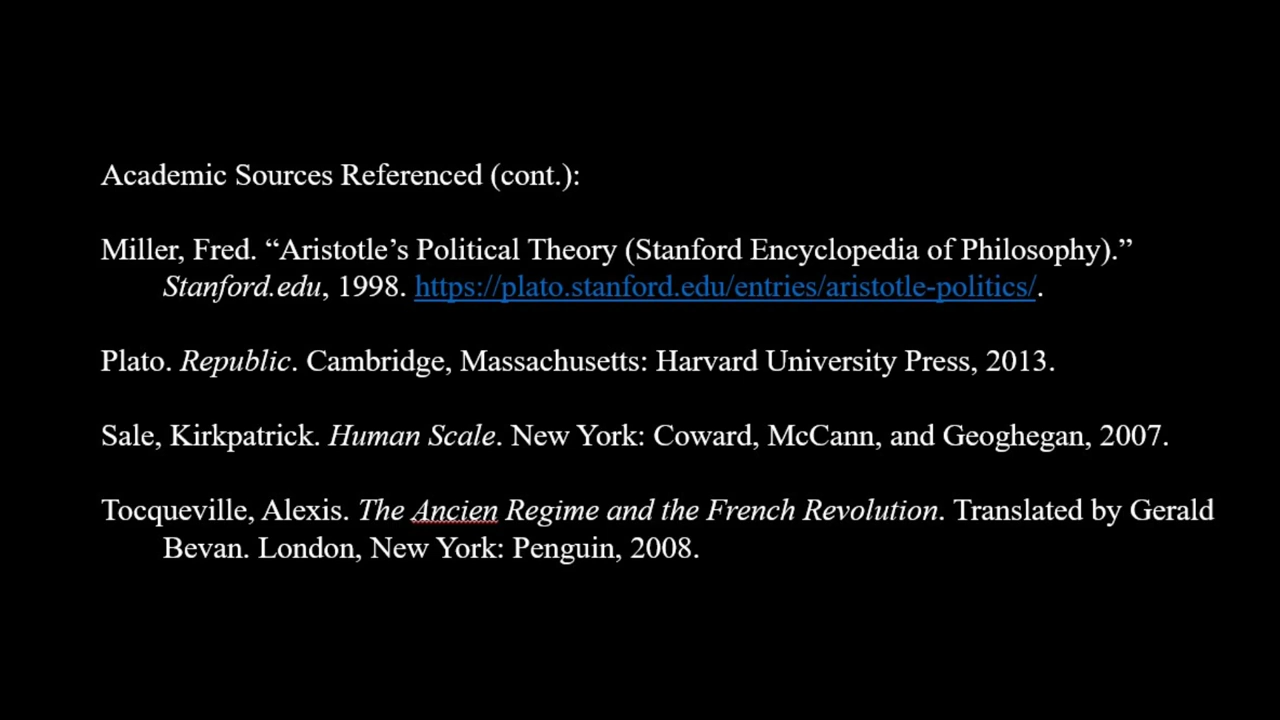 Academic Sources Referenced (cont.):
Miller, Fred. “Aristotle’s Political Theory (Stanford Encyclopedia of Philosophy).”
Stanford.edu, 1998. https://plato.stanford.edu/entries/aristotle-politics/.
Plato. Republic. Cambridge, Massachusetts: Harvard University Press, 2013.
Sale, Kirkpatrick. Human Scale. New York: Coward, McCann, and Geoghegan, 2007.
Tocqueville, Alexis. The Ancien Regime and the French Revolution. Translated by Gerald
Bevan. London, New York: Penguin, 2008.